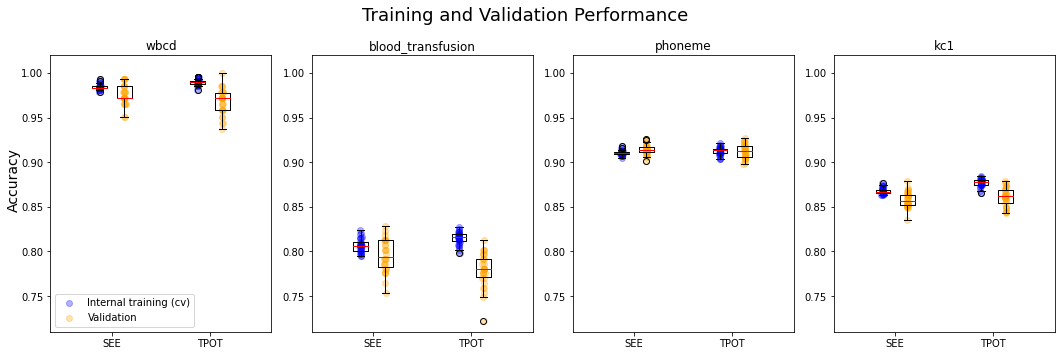 Training and Validation Performance
wbcd
blood_transfusion
phoneme
kc1
Accuracy
1.00
0.95
0.90
0.85
0.80
0.75
Internal training (cv)
Validation
SEE
TPOT
1.00
0.95
0.90
0.85
0.80
0.75
SEE
TPOT
1.00
0.95
0.90
0.85
0.80
0.75
SEE
TPOT
1.00
0.95
0.90
0.85
0.80
0.75
SEE
TPOT